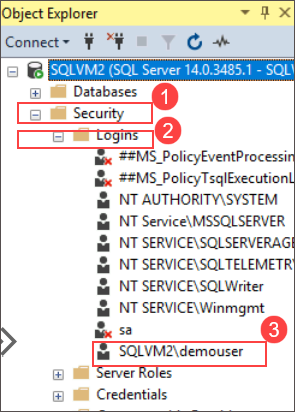 Object Explorer
Connect
SQLVM2 (SQL Server 14.0.3485.1 - SQL
Databases
1
Security
2
Logins
##MS_PolicyEventProcessin
##MS_PolicyTsqlExecutionL
NT AUTHORITY\SYSTEM
NT Service\MSSQLSERVER
NT SERVICE\SQLSERVERAGE
NT SERVICE\SQLTELEMETRY
NT SERVICE\SQLWriter
NT SERVICE\Winmgmt
sa
3
SQLVM2\demouser
Server Roles
Credentials